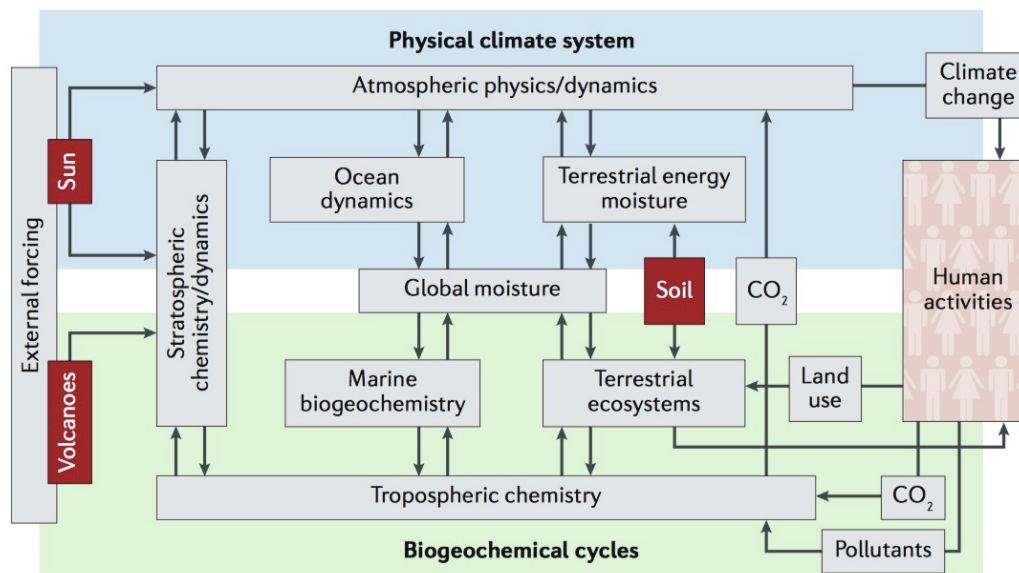 Physical climate system
Atmospheric physics/dynamics
Climate
change
External forcing
Sun
Stratospheric
chemistry/dynamics
Ocean
dynamics
Terrestrial energy
moisture
Global moisture
Soil
CO₂
Human
activities
Volcanoes
Marine
biogeochemistry
Terrestrial
ecosystems
Land
use
Tropospheric chemistry
CO₂
Pollutants
Biogeochemical cycles